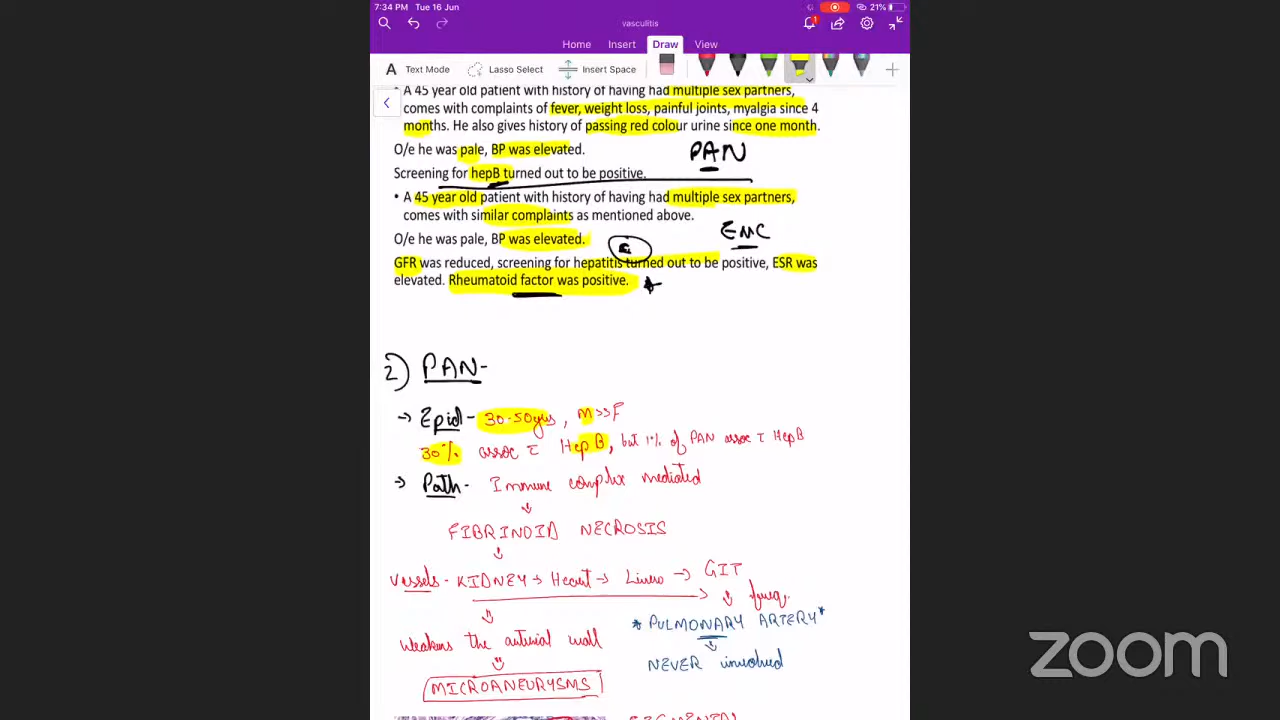 7:34 PM Tue 16 Jun
21%
vasculitis
Home Insert Draw View
A Text Mode Lasso Select Insert Space
• A 45 year old patient with history of having had multiple sex partners,
comes with complaints of fever, weight loss, painful joints, myalgia since 4
months. He also gives history of passing red colour urine since one month.
O/e he was pale, BP was elevated.
PAN
Screening for hepB turned out to be positive.
• A 45 year old patient with history of having had multiple sex partners,
comes with similar complaints as mentioned above.
EMC
O/e he was pale, BP was elevated.
C
GFR was reduced, screening for hepatitis turned out to be positive, ESR was
elevated. Rheumatoid factor was positive.
2) PAN-
→ Epid - 30-50yrs, M>>F
30% assoc c̄ Hep B, but 1% of PAN assoc c̄ HepB
→ Path - Immune complex mediated
FIBRINOID NECROSIS
Vessels - KIDNEY → Heart → Liver → GIT
freq.
* PULMONARY ARTERY *
Weakens the arterial wall
NEVER involved
MICROANEURYSMS
SEGMENTAL
zoom